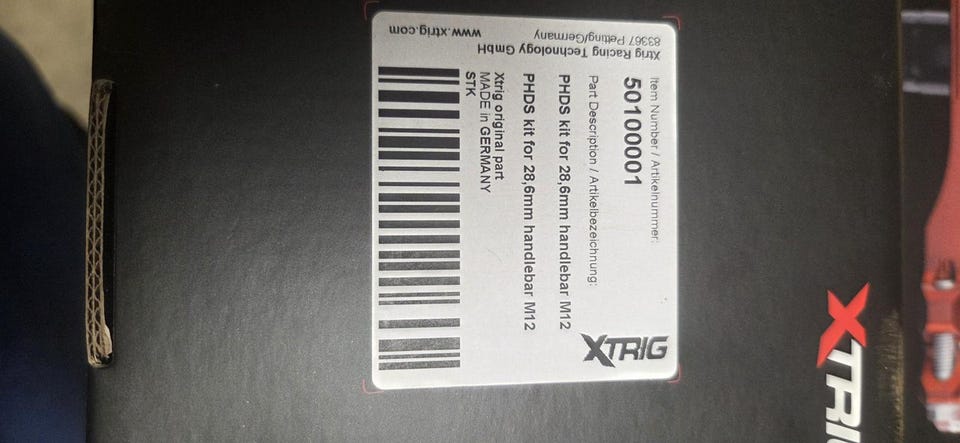 Item Number / Artikelnummer:
50100001
Part Description / Artikelbezeichnung:
PHDS kit for 28,6mm handlebar M12
PHDS kit for 28,6mm handlebar M12
Xtrig original part
MADE in GERMANY
STK
XTRIG
Xtrig Racing Technology GmbH
83367 Petting/Germany
www.xtrig.com
XTRI